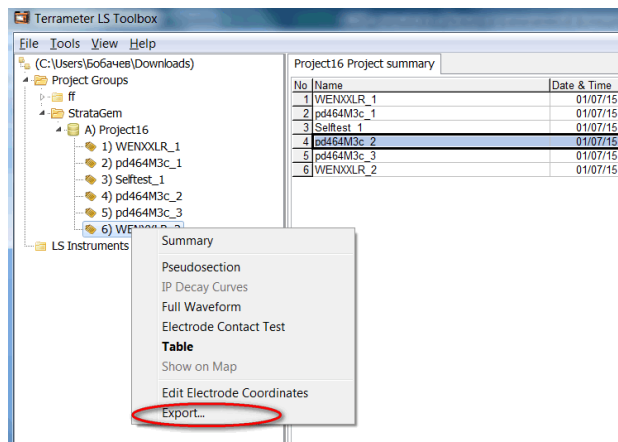 Terrameter LS Toolbox
File Tools View Help
(C:\Users\Бобачев\Downloads)
Project Groups
ff
StrataGem
A) Project16
1) WENXXLR_1
2) pd464M3c_1
3) Selftest_1
4) pd464M3c_2
5) pd464M3c_3
6) WENXXLR_2
LS Instruments
Project16 Project summary
No Name Date & Time
1 WENXXLR_1 01/07/15
2 pd464M3c_1 01/07/15
3 Selftest_1 01/07/15
4 pd464M3c_2 01/07/15
5 pd464M3c_3 01/07/15
6 WENXXLR_2 01/07/15
Summary
Pseudosection
IP Decay Curves
Full Waveform
Electrode Contact Test
Table
Show on Map
Edit Electrode Coordinates
Export...